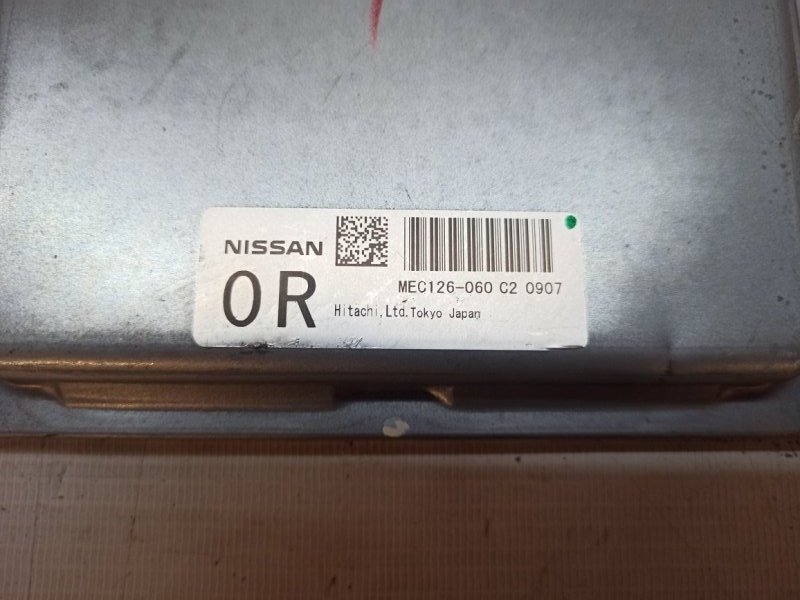 NISSAN
0R
MEC126-060 C2 0907
Hitachi,Ltd.Tokyo Japan